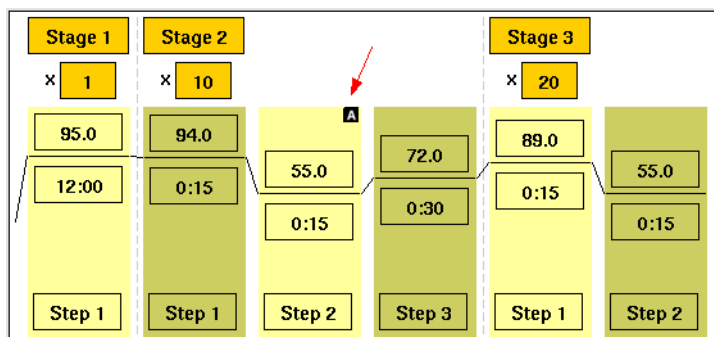 Stage 1 Stage 2 Stage 3
x 1 x 10 x 20
A
95.0 94.0 55.0 72.0 89.0 55.0
12:00 0:15 0:15 0:30 0:15 0:15
Step 1 Step 1 Step 2 Step 3 Step 1 Step 2